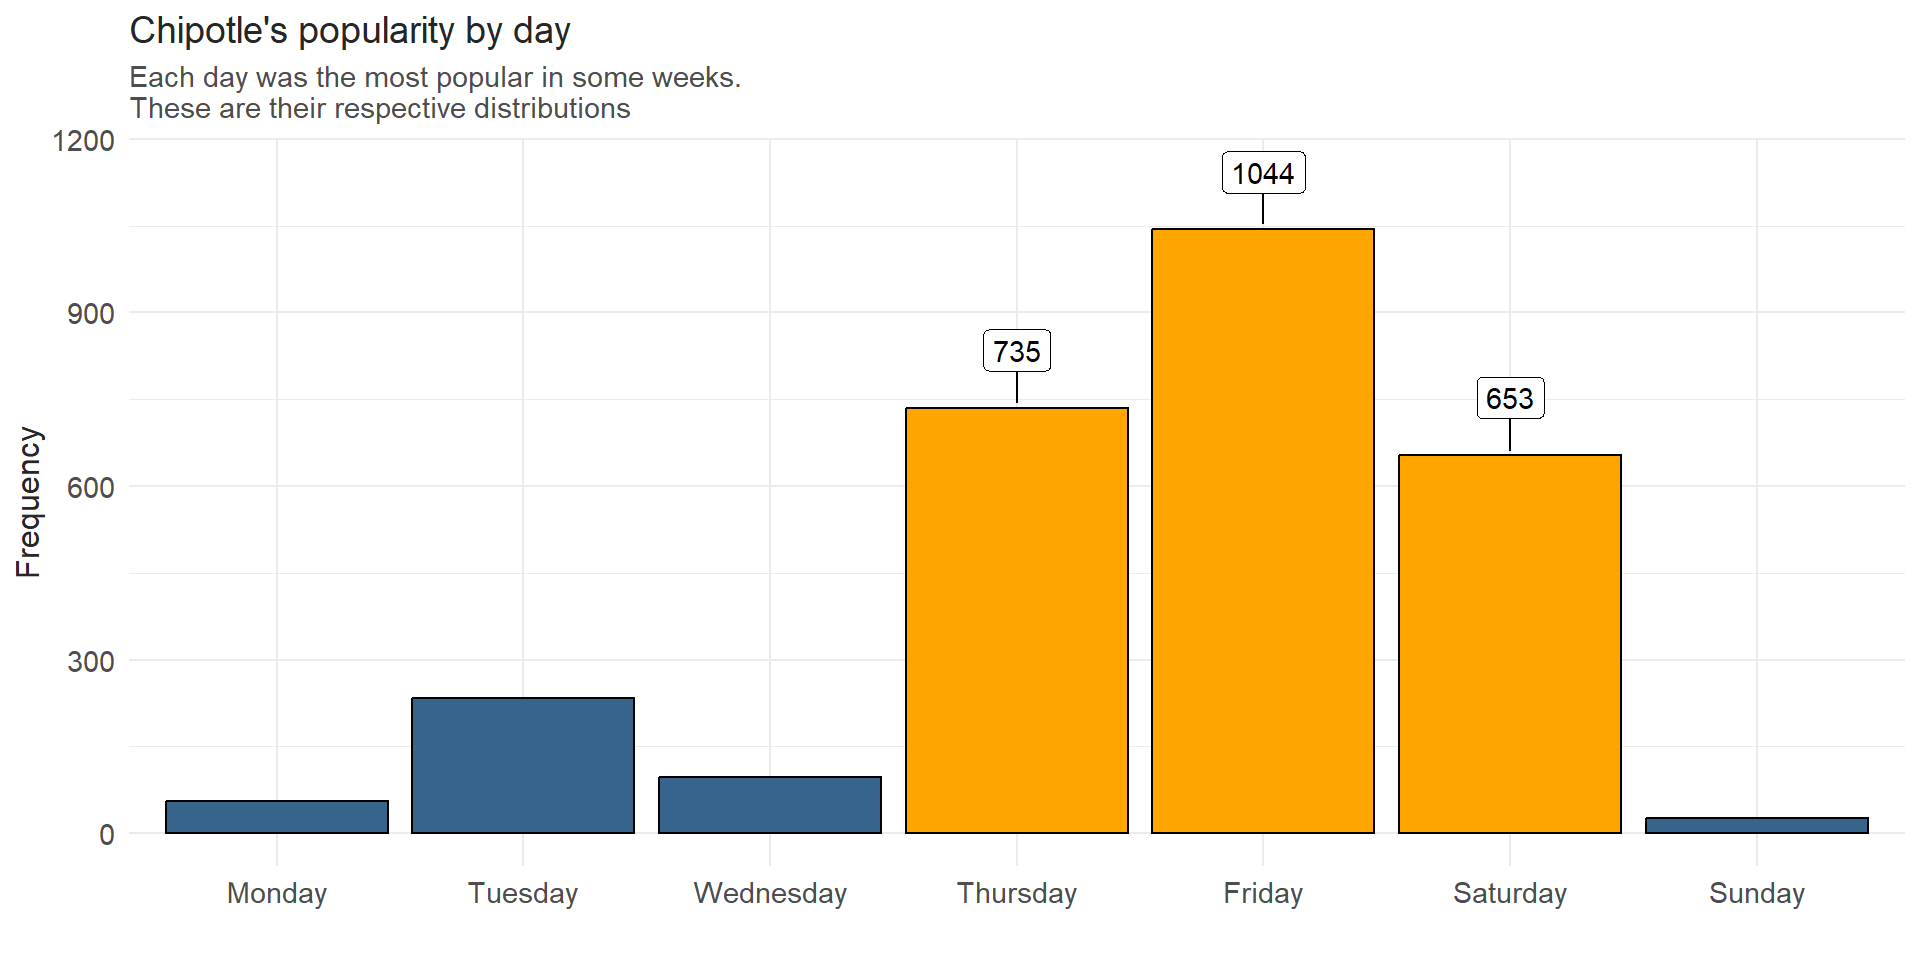 Chipotle's popularity by day
Each day was the most popular in some weeks.
These are their respective distributions
Frequency
1200
900
600
300
0
1044
735
653
Monday
Tuesday
Wednesday
Thursday
Friday
Saturday
Sunday